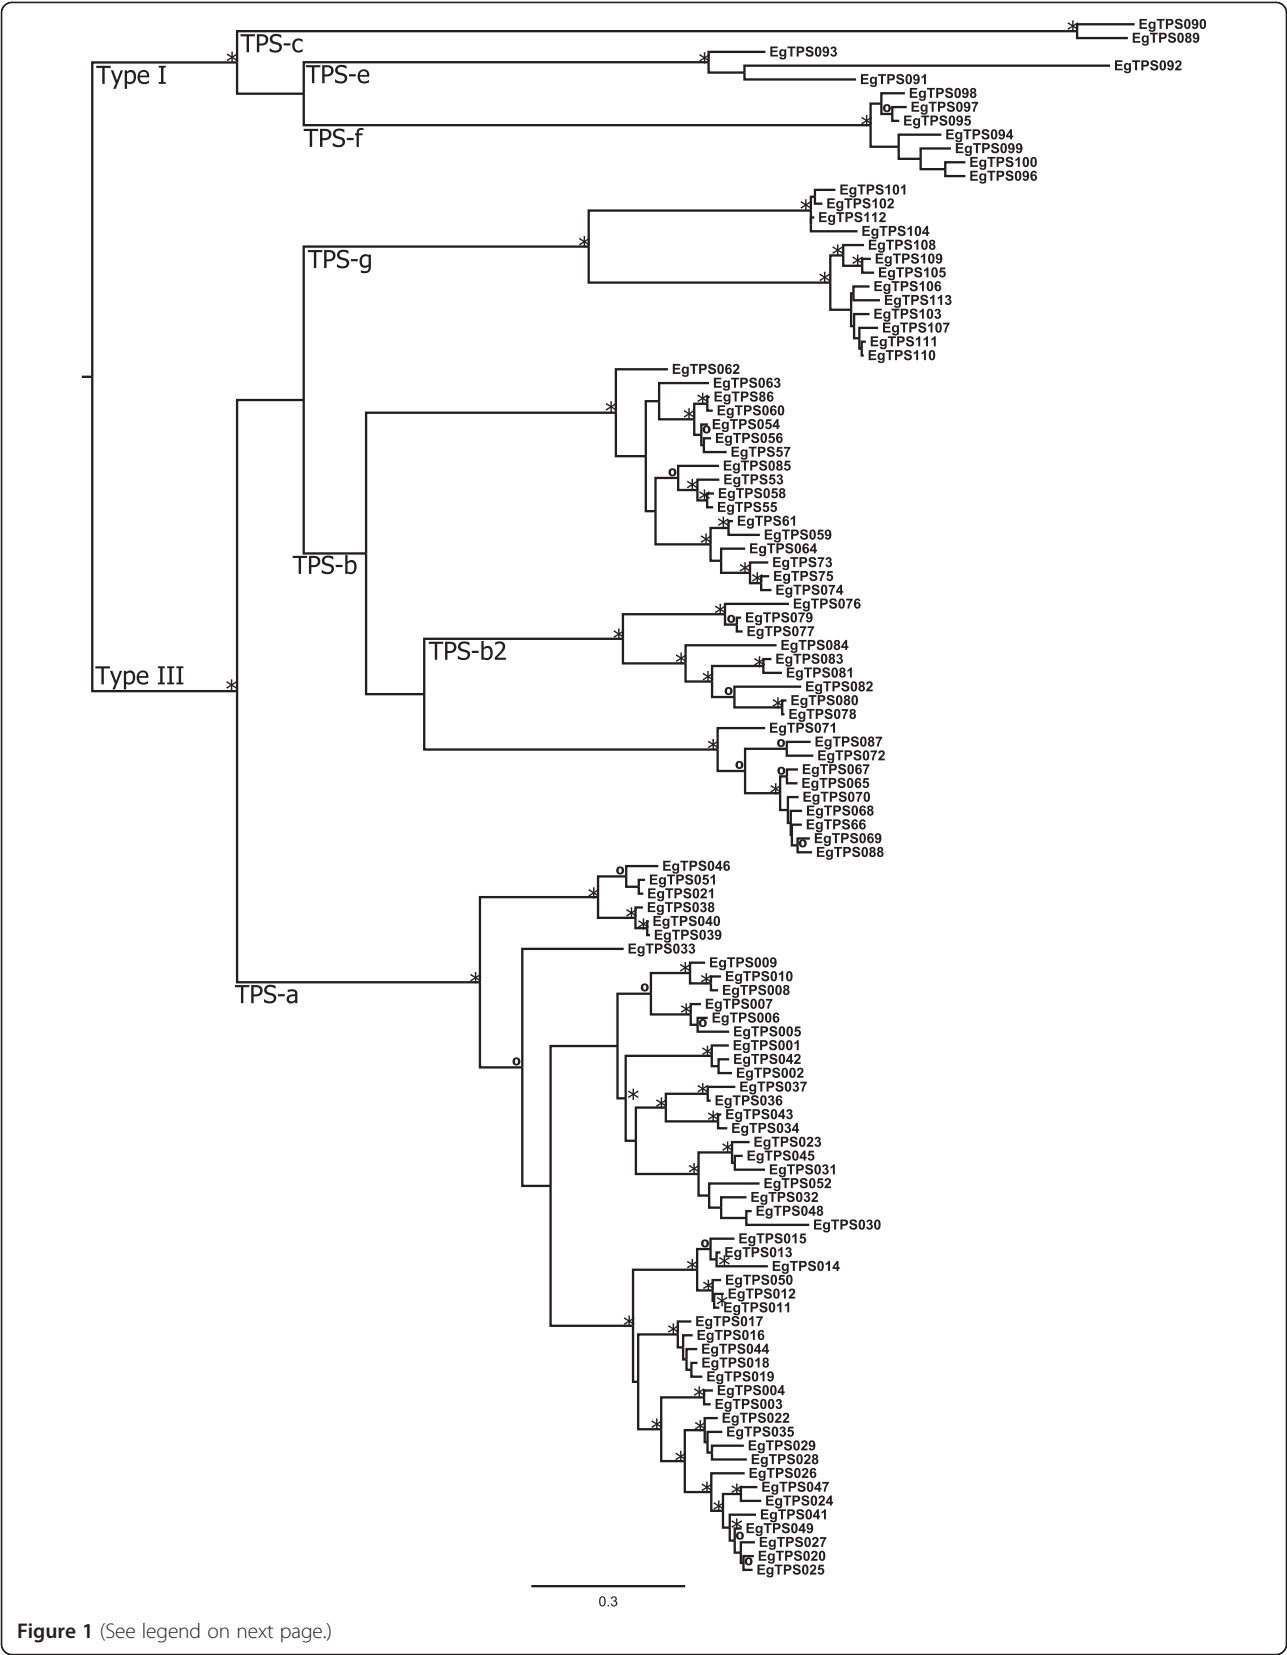 EgTPS090
TPS-c
EgTPS089
EgTPS093
Type I
TPS-e
EgTPS092
EgTPS091
EgTPS098
EgTPS097
EgTPS095
TPS-f
EgTPS094
EgTPS099
EgTPS100
EgTPS096
EgTPS101
EgTPS102
EgTPS112
EgTPS104
EgTPS108
TPS-g
EgTPS109
EgTPS105
EgTPS106
EgTPS113
EgTPS103
EgTPS107
EgTPS111
EgTPS110
EgTPS062
EgTPS063
EgTPS86
EgTPS060
EgTPS054
EgTPS056
EgTPS57
EgTPS085
EgTPS53
EgTPS058
EgTPS55
EgTPS61
EgTPS059
EgTPS064
TPS-b
EgTPS73
EgTPS75
EgTPS074
EgTPS076
EgTPS079
EgTPS077
EgTPS084
TPS-b2
EgTPS083
EgTPS081
Type III
EgTPS082
EgTPS080
EgTPS078
EgTPS071
EgTPS087
EgTPS072
EgTPS067
EgTPS065
EgTPS070
EgTPS068
EgTPS66
EgTPS069
EgTPS088
EgTPS046
EgTPS051
EgTPS021
EgTPS038
EgTPS040
EgTPS039
EgTPS033
EgTPS009
EgTPS010
EgTPS008
TPS-a
EgTPS007
EgTPS006
EgTPS005
EgTPS001
EgTPS042
EgTPS002
EgTPS037
EgTPS036
EgTPS043
EgTPS034
EgTPS023
EgTPS045
EgTPS031
EgTPS052
EgTPS032
EgTPS048
EgTPS030
EgTPS015
EgTPS013
EgTPS014
EgTPS050
EgTPS012
EgTPS011
EgTPS017
EgTPS016
EgTPS044
EgTPS018
EgTPS019
EgTPS004
EgTPS003
EgTPS022
EgTPS035
EgTPS029
EgTPS028
EgTPS026
EgTPS047
EgTPS024
EgTPS041
EgTPS049
EgTPS027
EgTPS020
EgTPS025
0.3
Figure 1 (See legend on next page.)